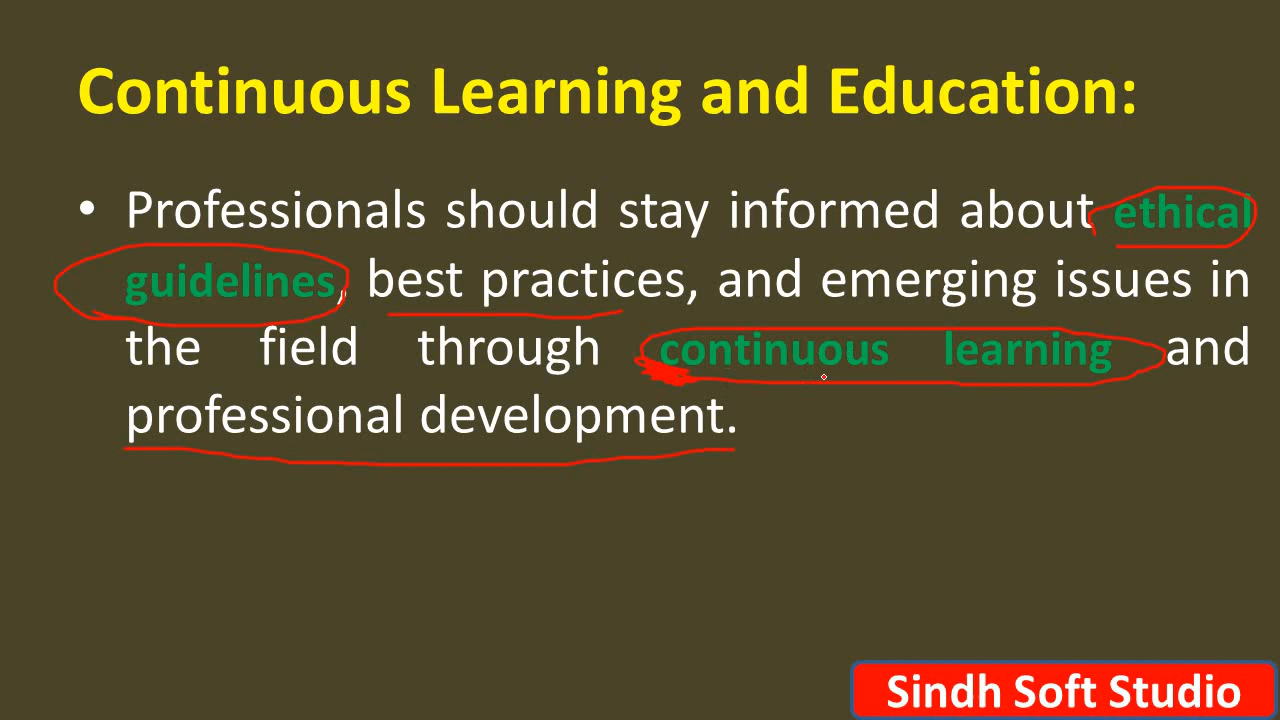 Continuous Learning and Education:
• Professionals should stay informed about ethical
guidelines, best practices, and emerging issues in
the field through continuous learning and
professional development.
Sindh Soft Studio